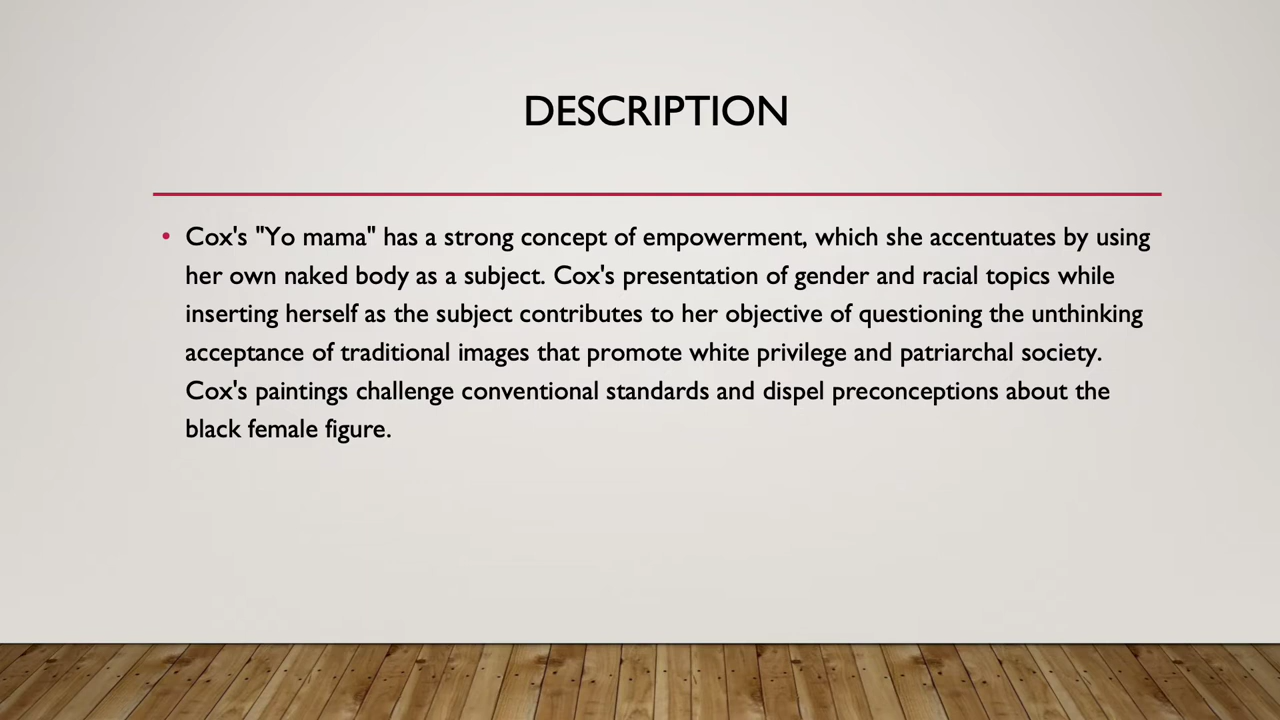 DESCRIPTION
• Cox's "Yo mama" has a strong concept of empowerment, which she accentuates by using
her own naked body as a subject. Cox's presentation of gender and racial topics while
inserting herself as the subject contributes to her objective of questioning the unthinking
acceptance of traditional images that promote white privilege and patriarchal society.
Cox's paintings challenge conventional standards and dispel preconceptions about the
black female figure.